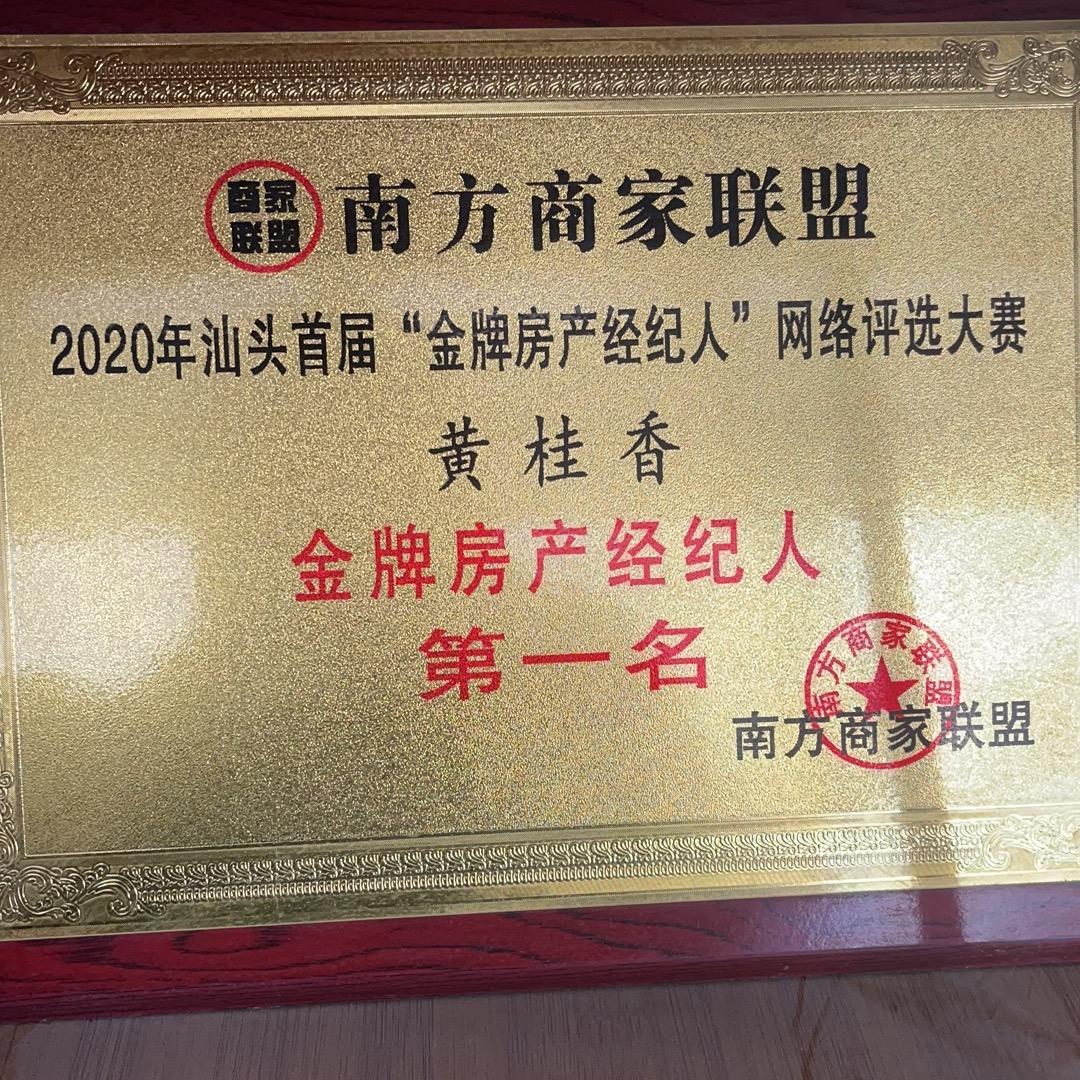 商家
联盟
南方商家联盟
2020年汕头首届“金牌房产经纪人”网络评选大赛
黄桂香
金牌房产经纪人
第一名
南方商家联盟
南方商家联盟